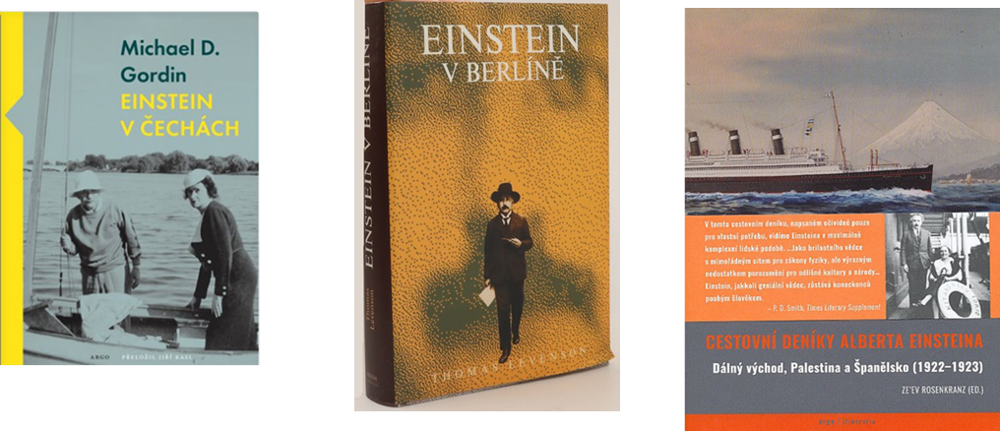 Michael D.
Gordin
EINSTEIN
V ČECHÁCH
ARGO PŘELOŽIL JIŘÍ KASL
EINSTEIN
V BERLÍNĚ
EINSTEIN V BERLÍNĚ
Thomas
Levenson
THOMAS LEVENSON
V tomto cestovním deníku, napsaném očividně pouze
pro vlastní potřebu, vidíme Einsteina v maximálně
komplexní lidské podobě. ...Jako briliantního vědce
s mimořádným citem pro zákony fyziky, ale výrazným
nedostatkem porozumění pro odlišné kultury a národy...
Einstein, jakkoli geniální vědec, zůstává koneckonců
pouhým člověkem.
– P. D. Smith, Times Literary Supplement
CESTOVNÍ DENÍKY ALBERTA EINSTEINA
Dálný východ, Palestina a Španělsko (1922–1923)
ZE'EV ROSENKRANZ (ED.)
argo